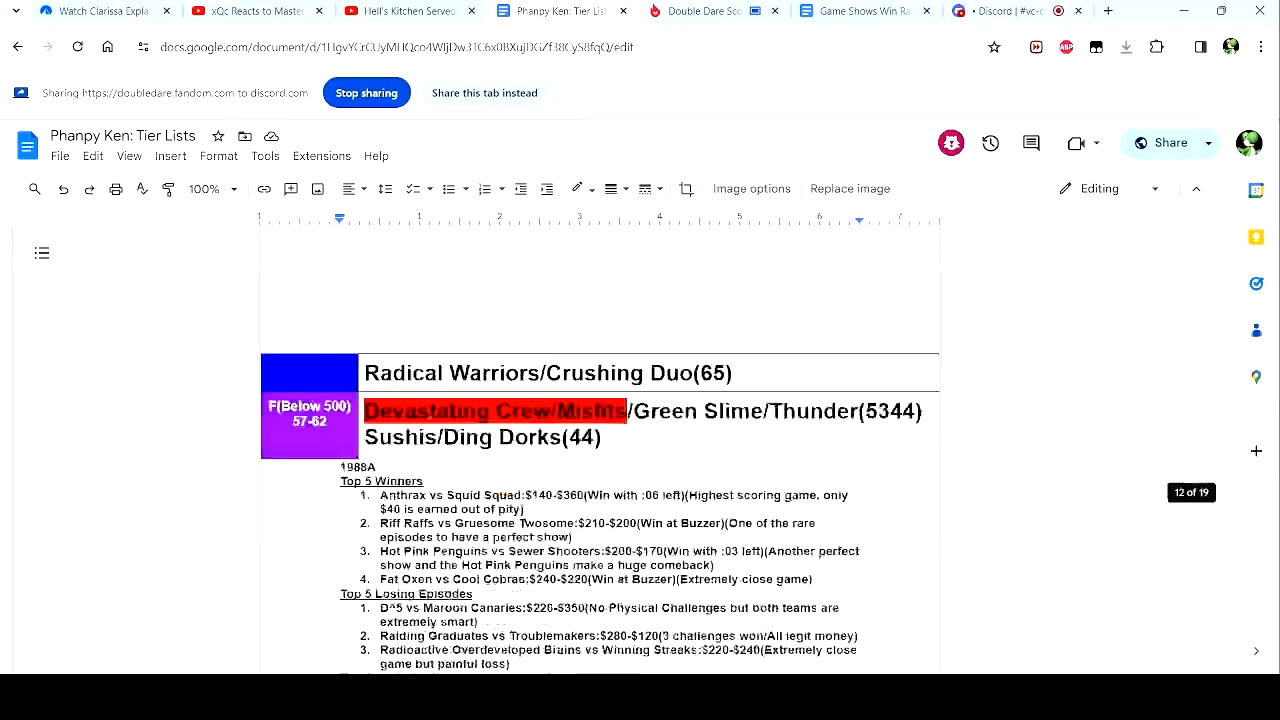 Watch Clarissa Expla
xQc Reacts to Master
Hell's Kitchen Served
Phanpy Ken: Tier Lists
Double Dare Sco
Game Shows Win Ra
• Discord | #vc-c
Sharing https://doubledare.fandom.com to discord.com
Stop sharing
Share this tab instead
Phanpy Ken: Tier Lists
File Edit View Insert Format Tools Extensions Help
Share
100%
Image options
Replace image
Editing
1 1 2 3 4 5 6 7
Radical Warriors/Crushing Duo(65)
F(Below 500)
57-62
Devastating Crew/Misfits/Green Slime/Thunder(5344)
Sushis/Ding Dorks(44)
12 of 19
1988A
Top 5 Winners
1. Anthrax vs Squid Squad:$140-$360(Win with :06 left)(Highest scoring game, only
$40 is earned out of pity)
2. Riff Raffs vs Gruesome Twosome:$210-$200(Win at Buzzer)(One of the rare
episodes to have a perfect show)
3. Hot Pink Penguins vs Sewer Shooters:$200-$170(Win with :03 left)(Another perfect
show and the Hot Pink Penguins make a huge comeback)
4. Fat Oxen vs Cool Cobras:$240-$220(Win at Buzzer)(Extremely close game)
Top 5 Losing Episodes
1. D^5 vs Maroon Canaries:$220-$350(No Physical Challenges but both teams are
extremely smart)
2. Raiding Graduates vs Troublemakers:$280-$120(3 challenges won/All legit money)
3. Radioactive Overdeveloped Brains vs Winning Streaks:$220-$240(Extremely close
game but painful loss)